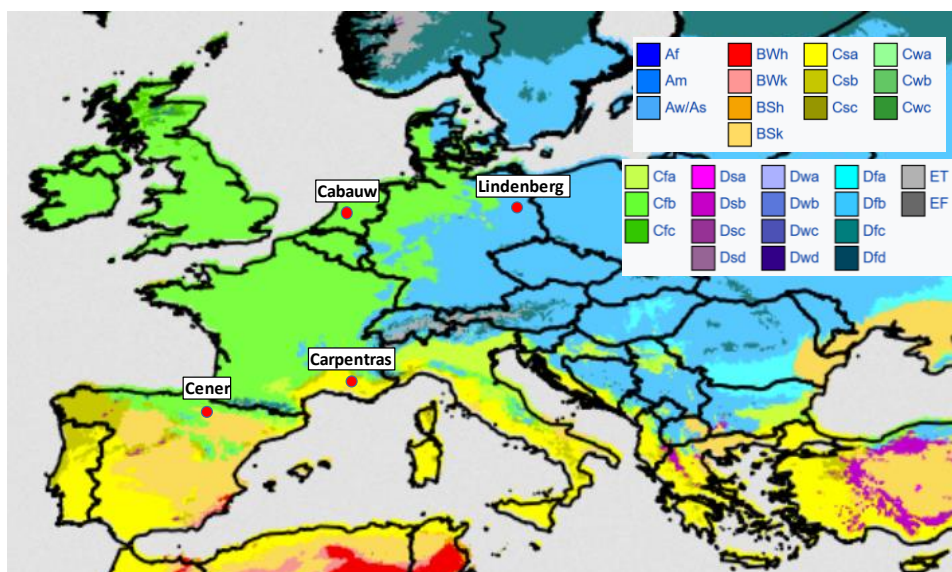 Af BWh Csa Cwa
Am BWk Csb Cwb
Aw/As BSh Csc Cwc
BSk
Cfa Dsa Dwa Dfa ET
Cfb Dsb Dwb Dfb EF
Cfc Dsc Dwc Dfc
Dsd Dwd Dfd
Cabauw
Lindenberg
Carpentras
Cener